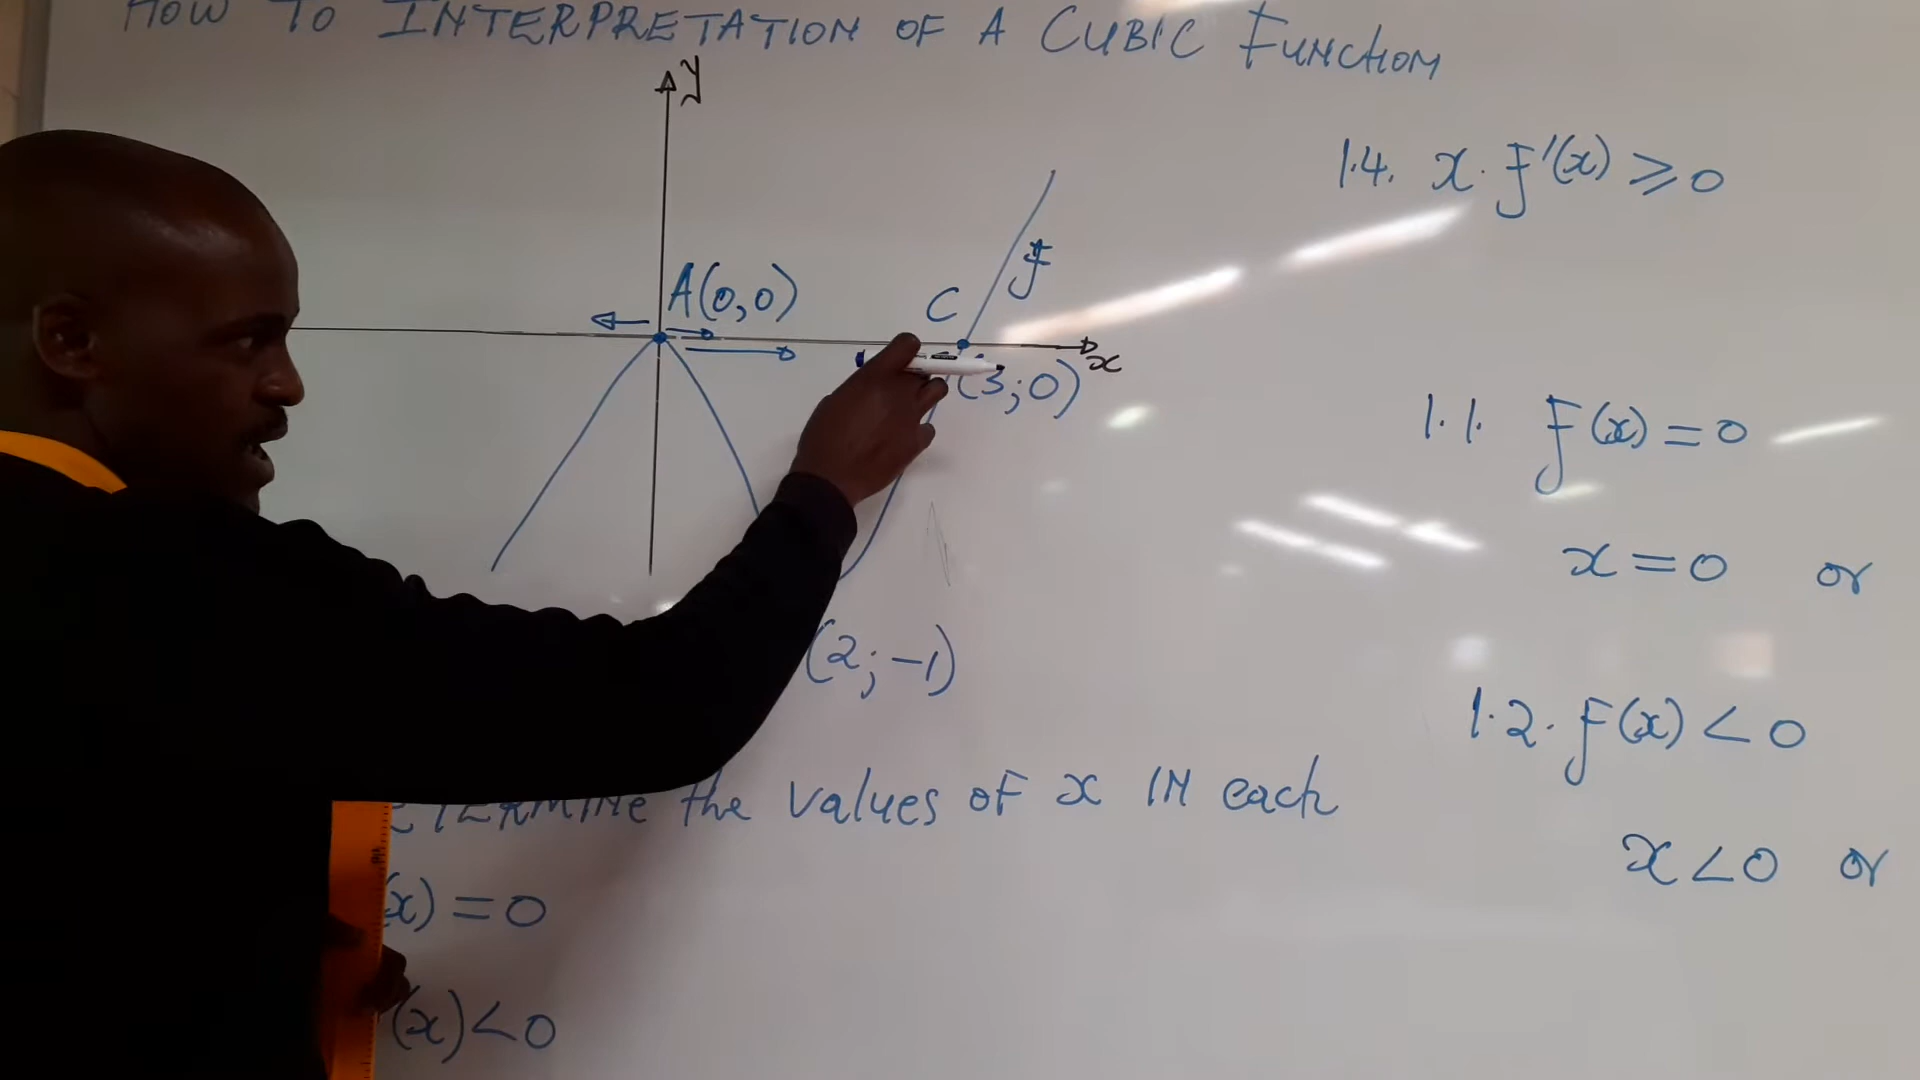 HOW TO INTERPRETATION OF A CUBIC FUNCTION
y
1.4. x. f'(x) ≥ 0
f
A(0,0)
C
x
(3;0)
1.1. f(x) = 0
x = 0 or
(2;-1)
1.2. f(x) < 0
the values of x IN each
x < 0 or
(x) = 0
(x) < 0